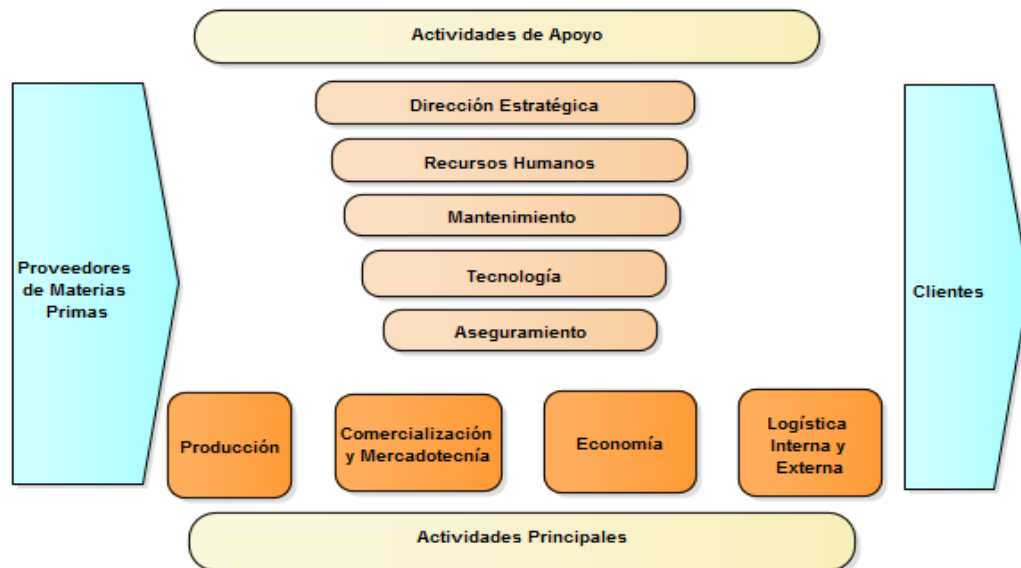 Actividades de Apoyo
Dirección Estratégica
Recursos Humanos
Mantenimiento
Tecnología
Aseguramiento
Proveedores
de Materias
Primas
Clientes
Producción
Comercialización
y Mercadotecnía
Economía
Logística
Interna y
Externa
Actividades Principales